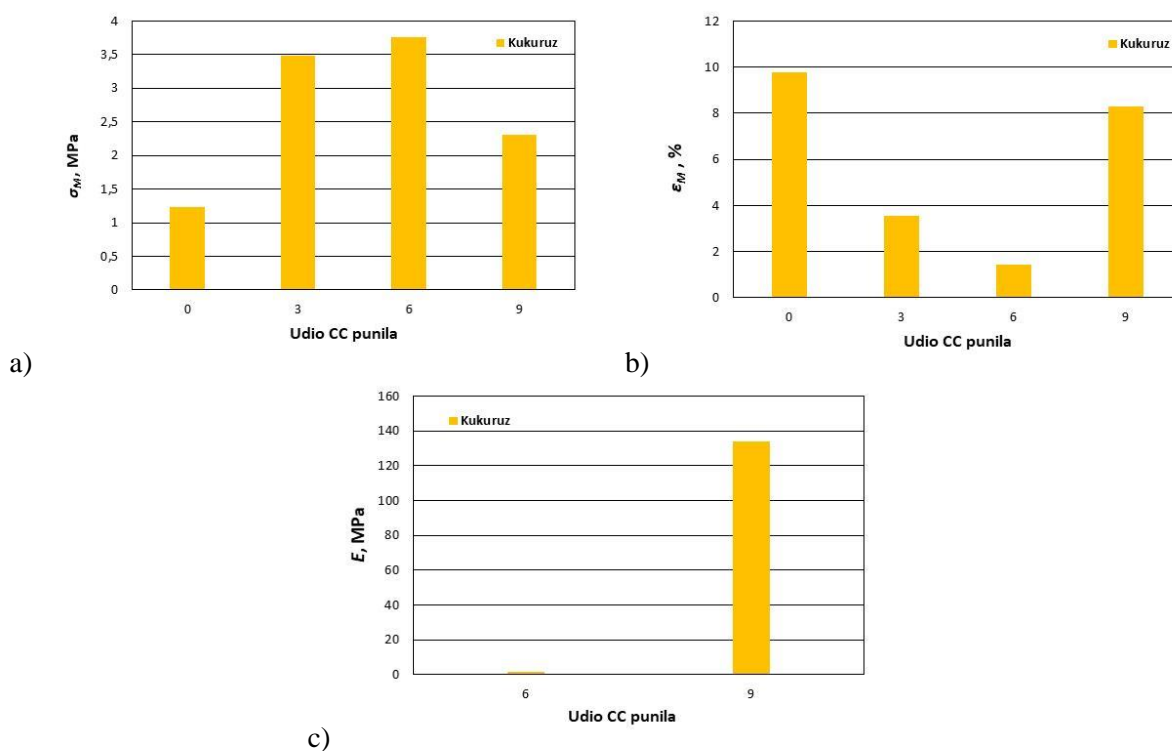 4
3,5
3
2,5
2
1,5
1
0,5
0
σM, MPa
Kukuruz
0 3 6 9
Udio CC punila
a)
12
10
8
6
4
2
0
εM , %
Kukuruz
0 3 6 9
Udio CC punila
b)
160
140
120
100
80
60
40
20
0
E, MPa
Kukuruz
6 9
Udio CC punila
c)